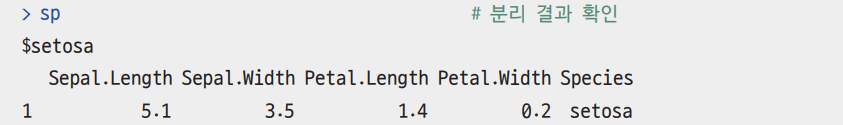 > sp # 분리 결과 확인
$setosa
Sepal.Length Sepal.Width Petal.Length Petal.Width Species
1 5.1 3.5 1.4 0.2 setosa